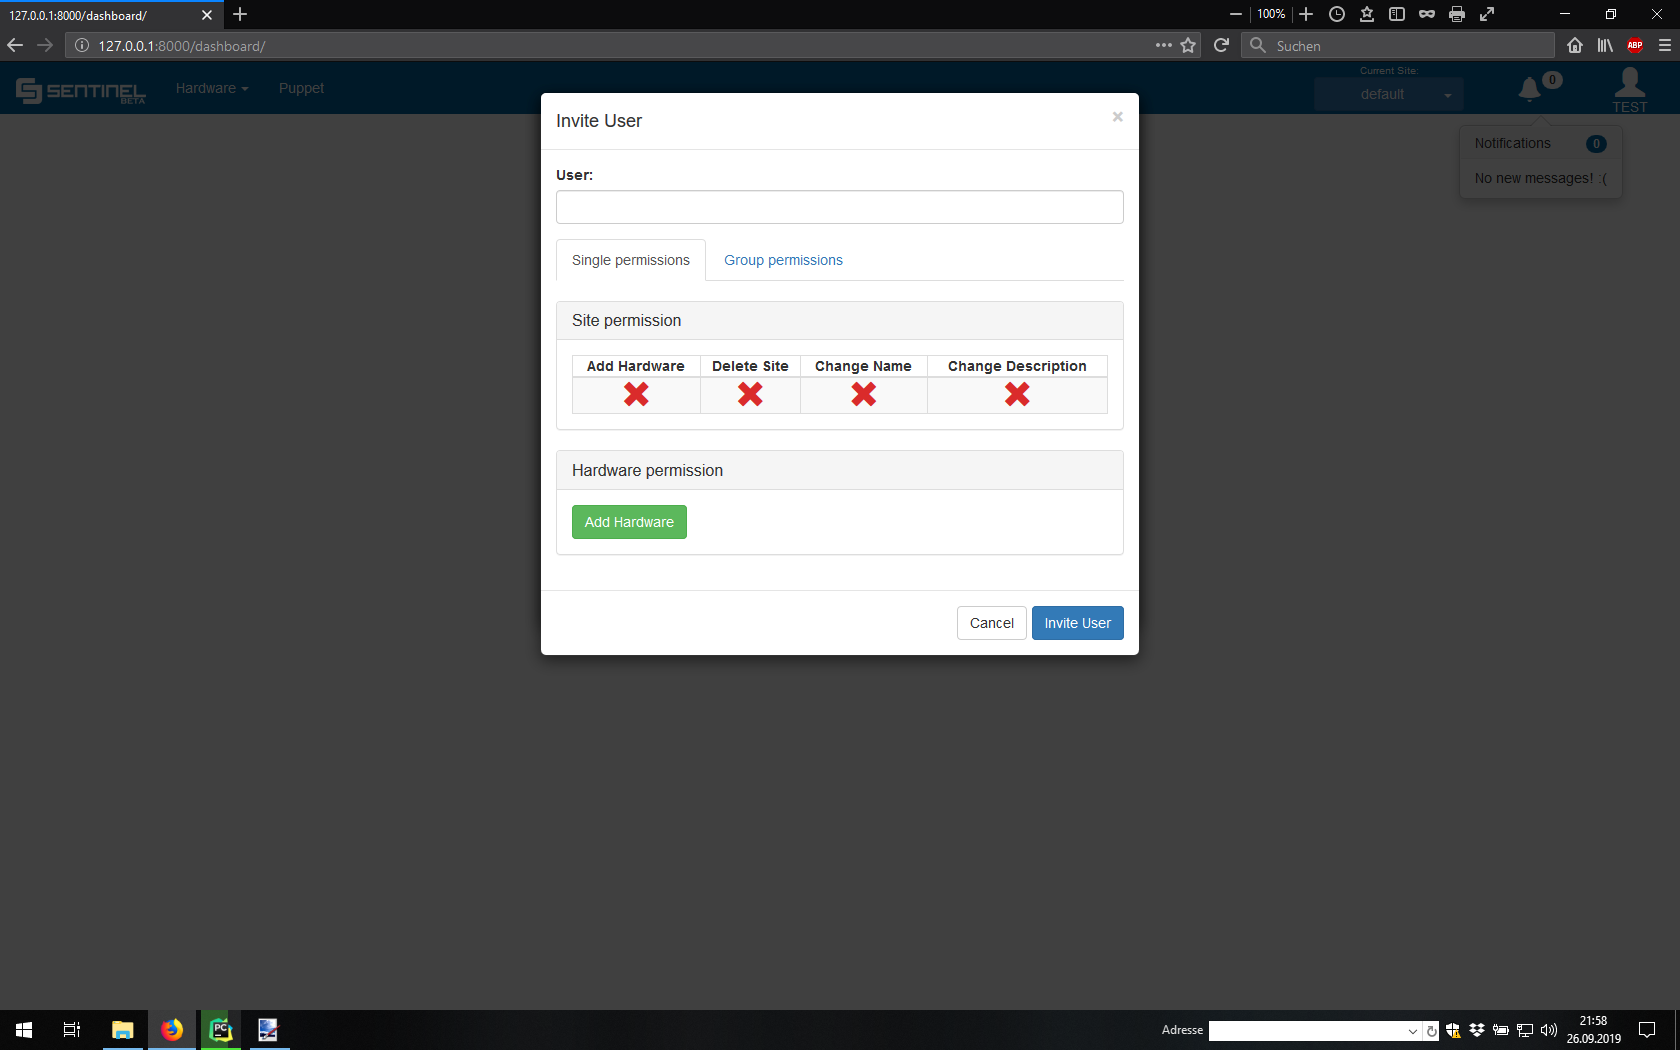 127.0.0.1:8000/dashboard/
100%
127.0.0.1:8000/dashboard/
Suchen
ABP
SENTINEL
BETA
Hardware
Puppet
Current Site:
default
0
TEST
Notifications 0
No new messages! :(
Invite User
×
User:
Single permissions
Group permissions
Site permission
Add Hardware Delete Site Change Name Change Description
Hardware permission
Add Hardware
Cancel
Invite User
PC
Adresse
21:58
26.09.2019